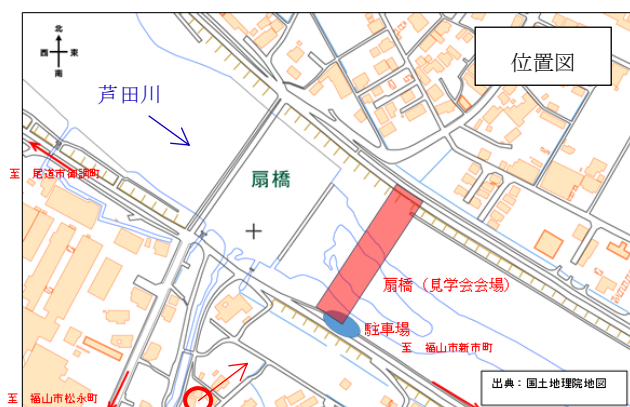 北
西 東
南
位置図
芦田川
至 尾道市御調町
扇橋
扇橋(見学会会場)
駐車場
至 福山市新市町
出典:国土地理院地図
至 福山市松永町